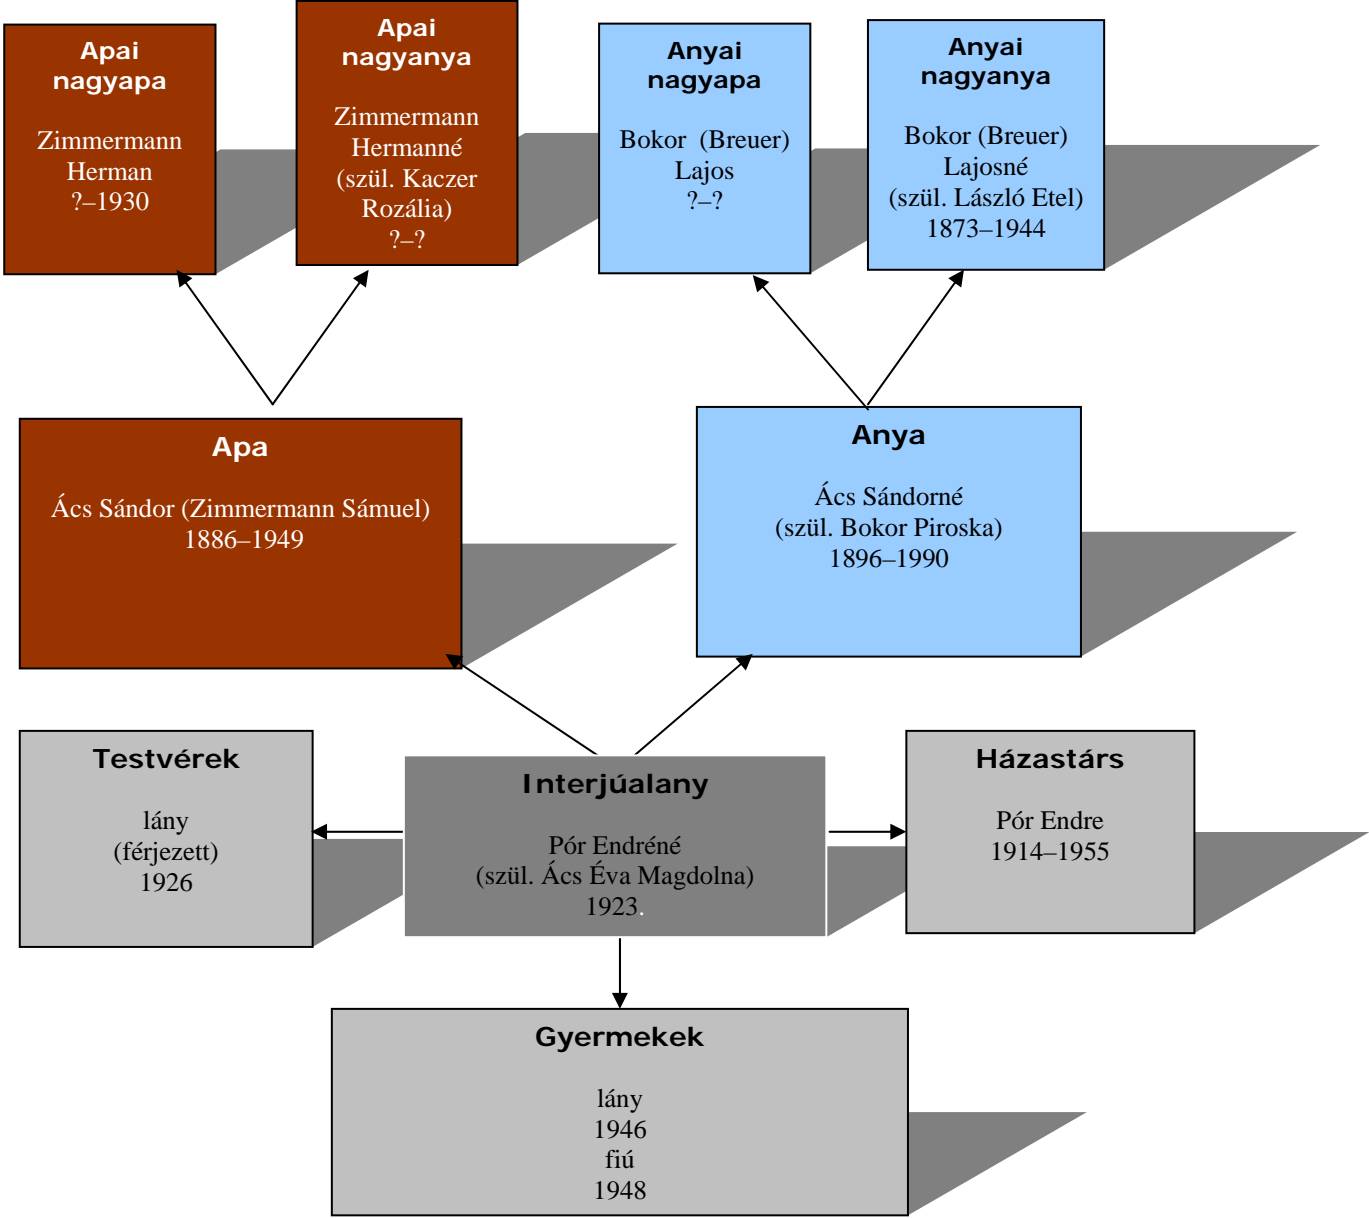 Apai
nagyapa
Zimmermann
Herman
?–1930
Apai
nagyanya
Zimmermann
Hermanné
(szül. Kaczer
Rozália)
?–?
Anyai
nagyapa
Bokor (Breuer)
Lajos
?–?
Anyai
nagyanya
Bokor (Breuer)
Lajosné
(szül. László Etel)
1873–1944
Apa
Ács Sándor (Zimmermann Sámuel)
1886–1949
Anya
Ács Sándorné
(szül. Bokor Piroska)
1896–1990
Testvérek
lány
(férjezett)
1926
Interjúalany
Pór Endréné
(szül. Ács Éva Magdolna)
1923.
Házastárs
Pór Endre
1914–1955
Gyermekek
lány
1946
fiú
1948